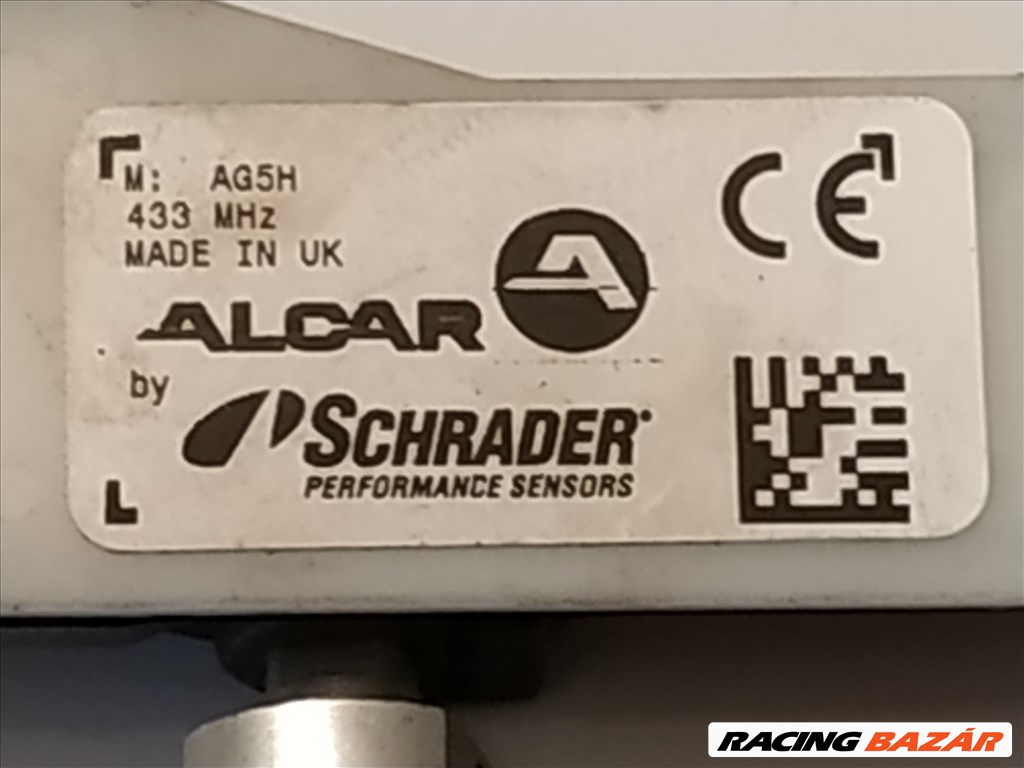 M: AG5H
433 MHz
MADE IN UK
CE
ALCAR
by
SCHRADER
PERFORMANCE SENSORS
RACING BAZÁR